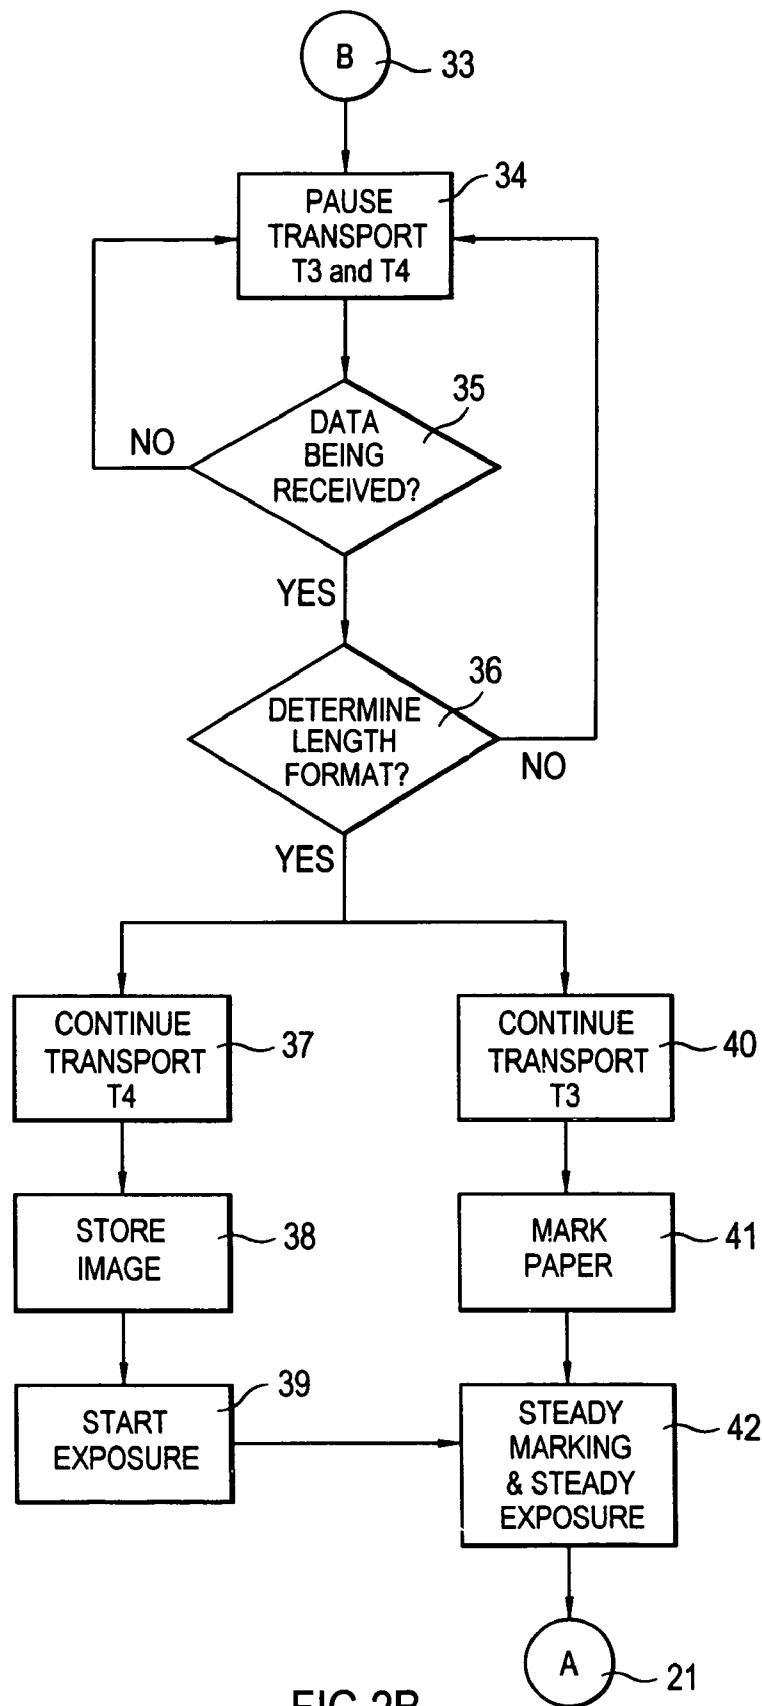 B
33
34
PAUSE
TRANSPORT
T3 and T4
35
DATA
BEING
RECEIVED?
NO
YES
36
DETERMINE
LENGTH
FORMAT?
NO
YES
CONTINUE
TRANSPORT
T4
37
CONTINUE
TRANSPORT
T3
40
STORE
IMAGE
38
MARK
PAPER
41
39
START
EXPOSURE
STEADY
MARKING
& STEADY
EXPOSURE
42
A
21
FIG.2B